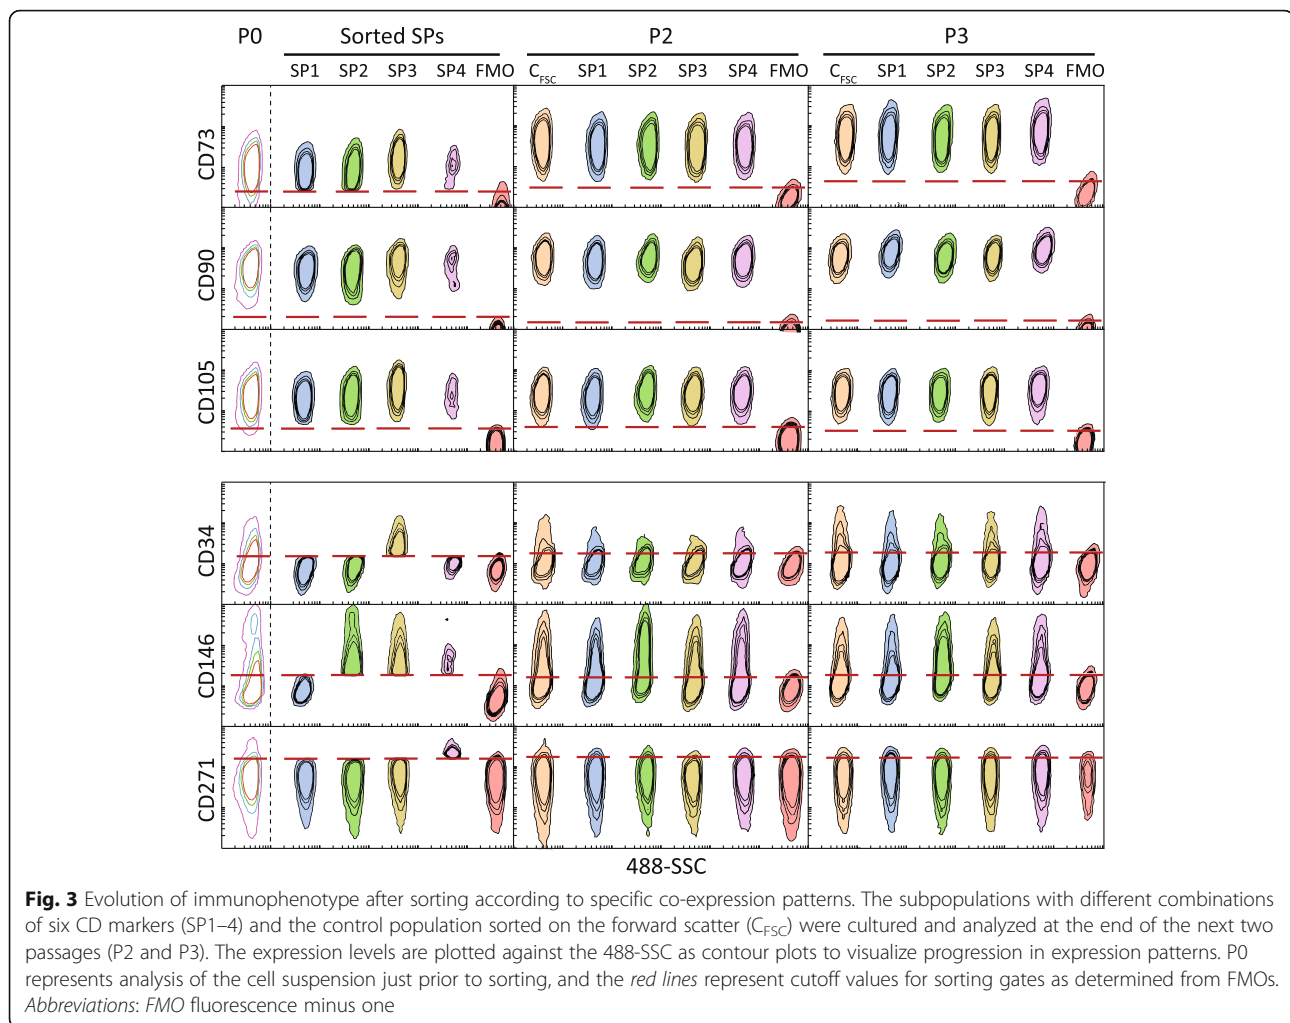 P0 Sorted SPs P2 P3
SP1 SP2 SP3 SP4 FMO CFSC SP1 SP2 SP3 SP4 FMO CFSC SP1 SP2 SP3 SP4 FMO
CD73
CD90
CD105
CD34
CD146
CD271
488-SSC
Fig. 3 Evolution of immunophenotype after sorting according to specific co-expression patterns. The subpopulations with different combinations
of six CD markers (SP1–4) and the control population sorted on the forward scatter (CFSC) were cultured and analyzed at the end of the next two
passages (P2 and P3). The expression levels are plotted against the 488-SSC as contour plots to visualize progression in expression patterns. P0
represents analysis of the cell suspension just prior to sorting, and the red lines represent cutoff values for sorting gates as determined from FMOs.
Abbreviations: FMO fluorescence minus one